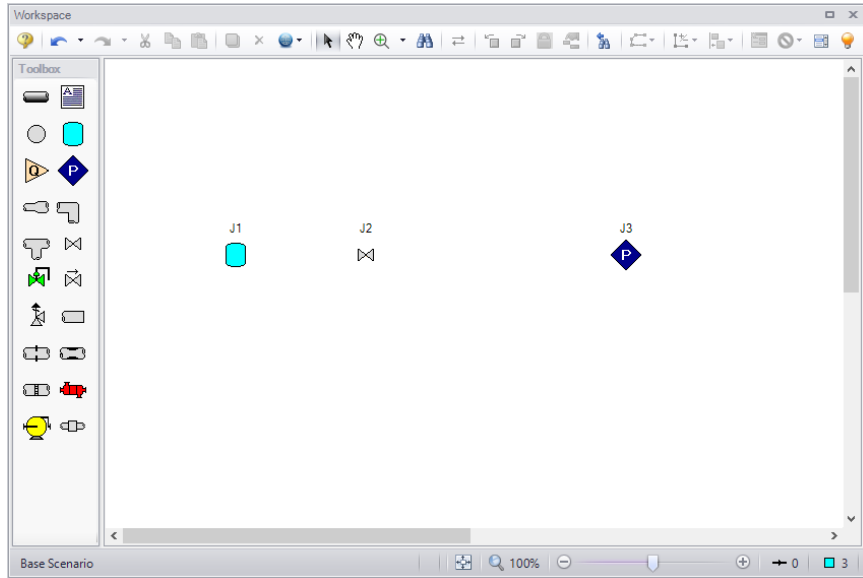 Workspace
Toolbox
A
Q P
J1 J2 J3
P
Base Scenario 100% 0 3